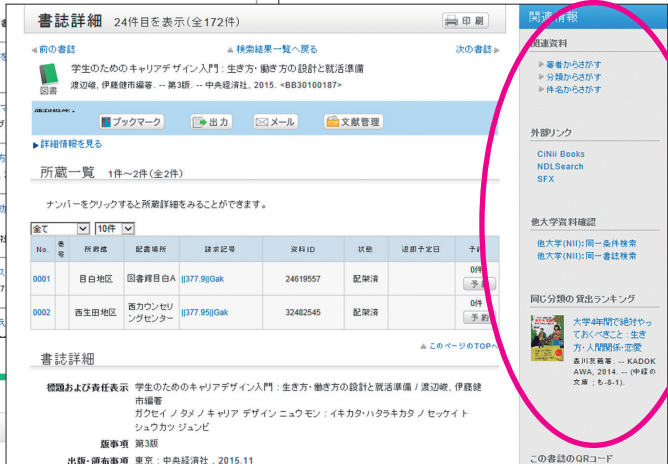 書誌詳細 24件を表示(全172件)
印刷
前の書誌
検索結果一覧へ戻る
次の書誌
図書
学生のためのキャリアデザイン入門 : 生き方・働き方の設計と就活準備
渡辺峻, 伊藤健市編著. -- 第3版. -- 中央経済社, 2015. <BB30100187>
ブックマーク
出力
メール
文献管理
詳細情報を見る
所蔵一覧 1件～2件(全2件)
ナンバーをクリックすると所蔵詳細をみることができます。
全て
10件
No. 巻号 所蔵館 配置場所 請求記号 資料ID 状態 返却予定日
0001 目白地区 図書館目白A ||377.9||Gak 24619557 配架済 0件
予約
0002 西生田地区 西カウンセリングセンター ||377.95||Gak 32482545 配架済 0件
予約
このページのTOPへ
書誌詳細
標題および責任表示 学生のためのキャリアデザイン入門 : 生き方・働き方の設計と就活準備 / 渡辺峻, 伊藤健
市編著
ガクセイ ノ タメ ノ キャリア デザイン ニュウモン : イキカタ・ハタラキカタ ノ セッケイ ト
シュウカツ ジュンビ
版事項 第3版
出版・頒布事項 東京 : 中央経済社 , 2015.11
関連情報
関連資料
著者からさがす
分類からさがす
件名からさがす
外部リンク
CiNii Books
NDLSearch
SFX
他大学資料確認
他大学(NII):同一条件検索
他大学(NII):同一書誌検索
同じ分類の貸出ランキング
大学4年間で絶対やっ
ておくべきこと : 生き
方・人間関係・恋愛
森川友義著. -- KADOK
AWA, 2014. -- (中経の
文庫 ; も-8-1).
この書誌のQRコード